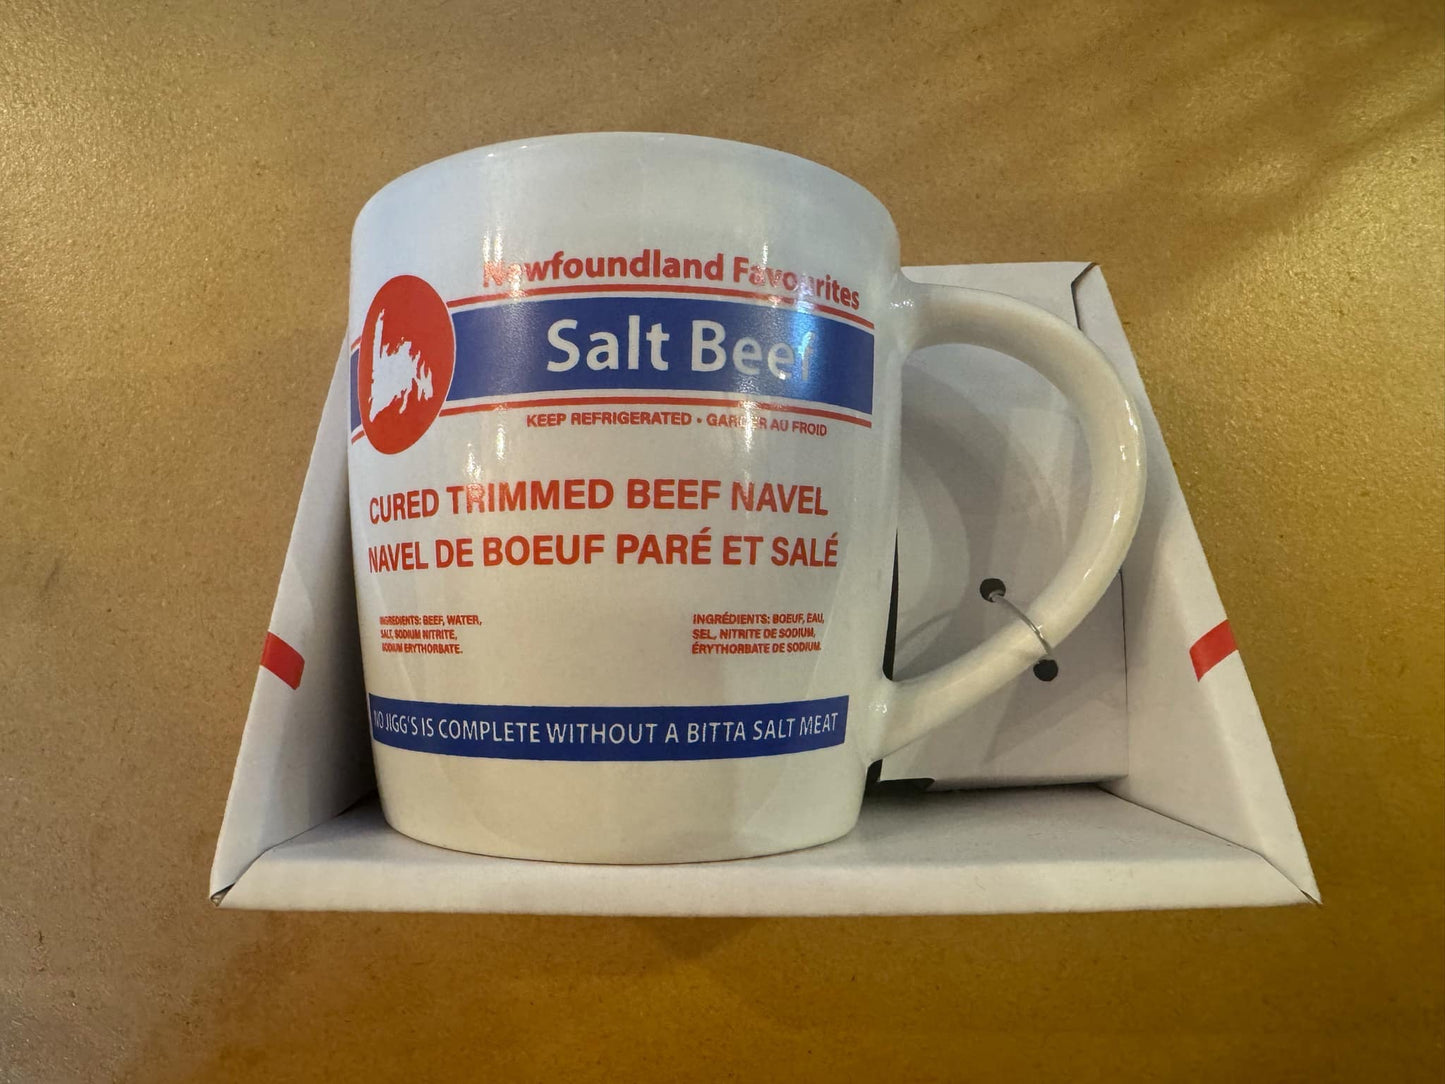 Newfoundland Favourites
Salt Beef
KEEP REFRIGERATED • GARDER AU FROID
CURED TRIMMED BEEF NAVEL
NAVEL DE BOEUF PARÉ ET SALÉ
INGREDIENTS: BEEF, WATER,
SALT, SODIUM NITRITE,
SODIUM ERYTHORBATE.
INGRÉDIENTS: BOEUF, EAU,
SEL, NITRITE DE SODIUM,
ÉRYTHORBATE DE SODIUM.
NO JIGG'S IS COMPLETE WITHOUT A BITTA SALT MEAT